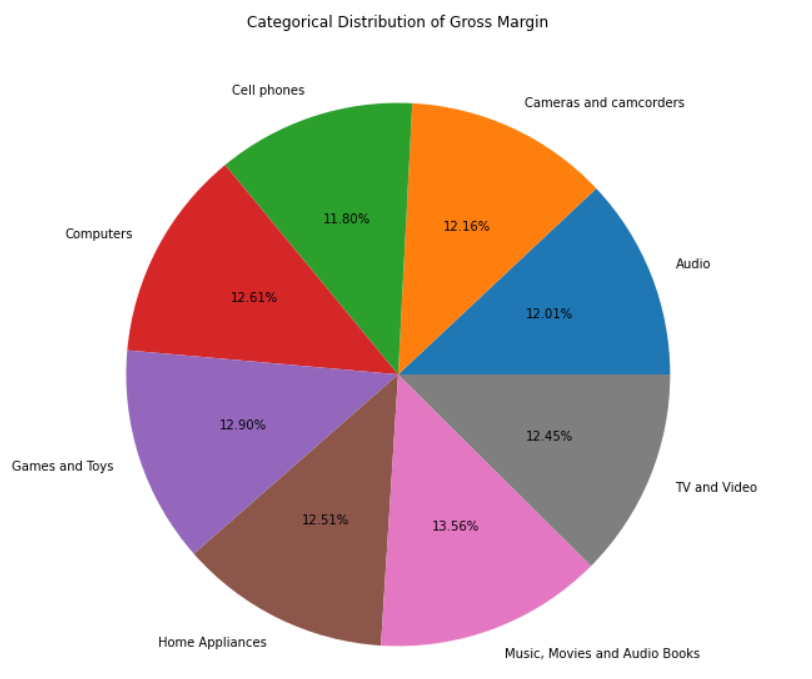 Categorical Distribution of Gross Margin
Cell phones
Cameras and camcorders
11.80%
12.16%
Computers
Audio
12.61%
12.01%
12.90%
12.45%
Games and Toys
TV and Video
12.51%
13.56%
Home Appliances
Music, Movies and Audio Books